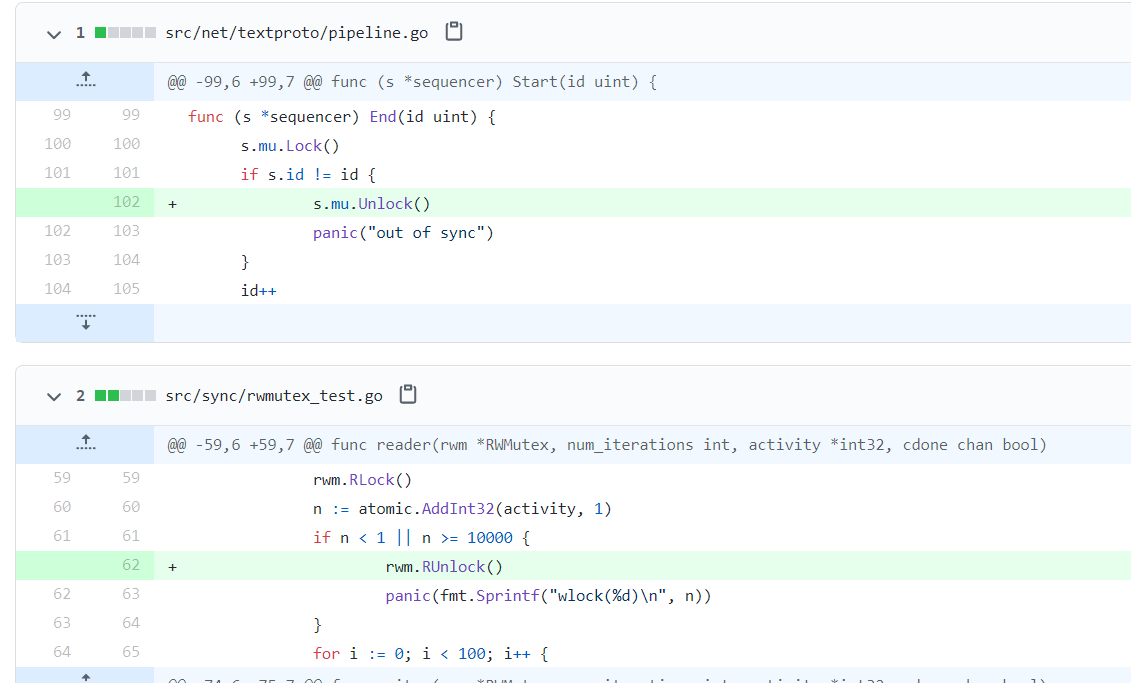 1 src/net/textproto/pipeline.go
@@ -99,6 +99,7 @@ func (s *sequencer) Start(id uint) {
99 99 func (s *sequencer) End(id uint) {
100 100 s.mu.Lock()
101 101 if s.id != id {
102 + s.mu.Unlock()
102 103 panic("out of sync")
103 104 }
104 105 id++
2 src/sync/rwmutex_test.go
@@ -59,6 +59,7 @@ func reader(rwm *RWMutex, num_iterations int, activity *int32, cdone chan bool)
59 59 rwm.RLock()
60 60 n := atomic.AddInt32(activity, 1)
61 61 if n < 1 || n >= 10000 {
62 + rwm.RUnlock()
62 63 panic(fmt.Sprintf("wlock(%d)\n", n))
63 64 }
64 65 for i := 0; i < 100; i++ {